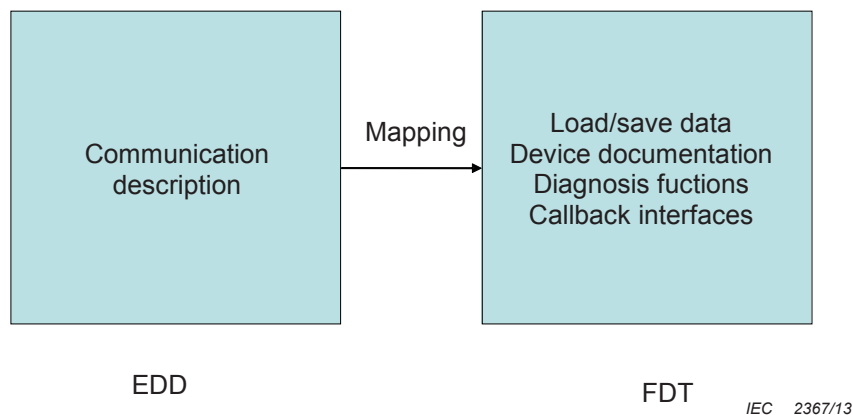 Communication
description
Mapping
Load/save data
Device documentation
Diagnosis fuctions
Callback interfaces
EDD
FDT
IEC 2367/13